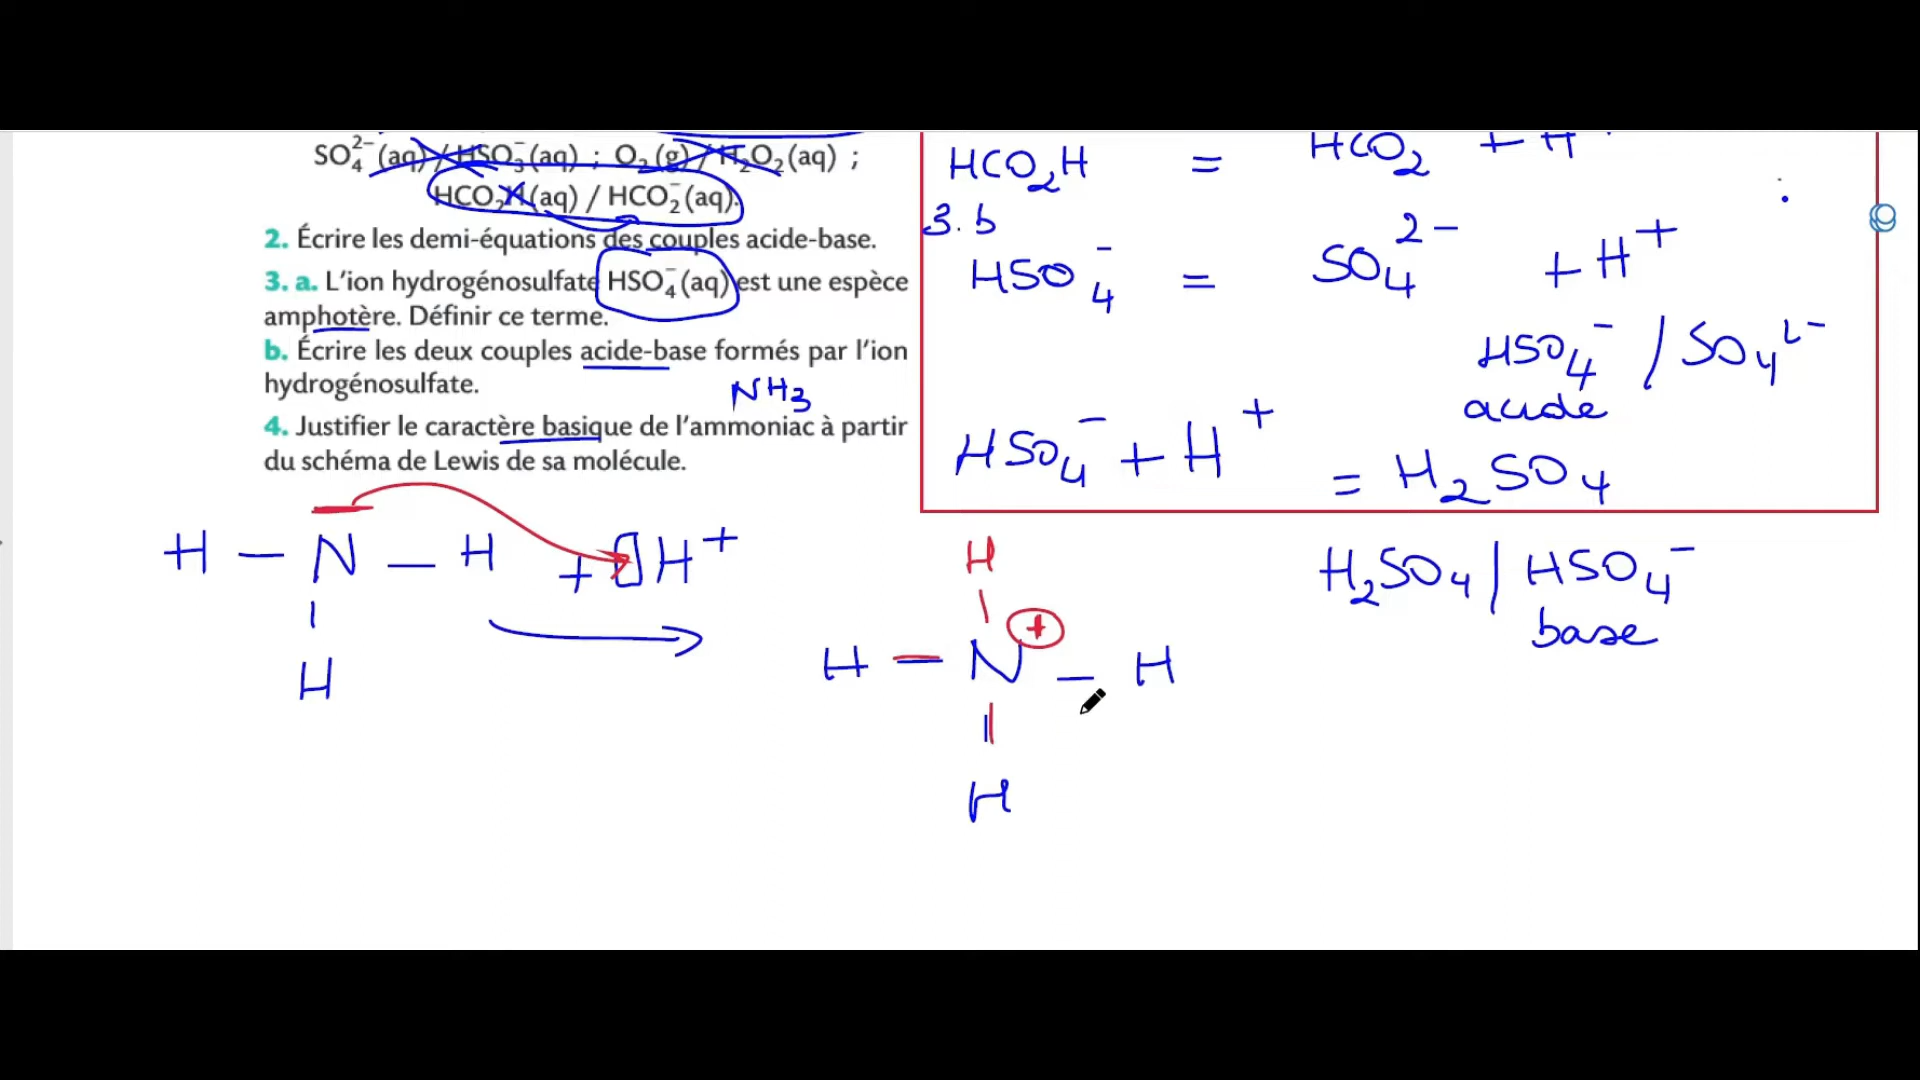 SO₄²⁻(aq) / HSO₃⁻(aq) ; O₂(g) / H₂O₂(aq) ;
HCO₂H(aq) / HCO₂⁻(aq).
2. Écrire les demi-équations des couples acide-base.
3. a. L'ion hydrogénosulfate HSO₄⁻(aq) est une espèce
amphotère. Définir ce terme.
b. Écrire les deux couples acide-base formés par l'ion
hydrogénosulfate.
NH₃
4. Justifier le caractère basique de l'ammoniac à partir
du schéma de Lewis de sa molécule.
HCO₂H = HCO₂ + H
3.b
HSO₄⁻ = SO₄²⁻ + H⁺
HSO₄⁻ / SO₄²⁻
acide
HSO₄⁻ + H⁺ = H₂SO₄
H₂SO₄ / HSO₄⁻
base
H – N – H + H⁺
H
H
+
H – N – H
H